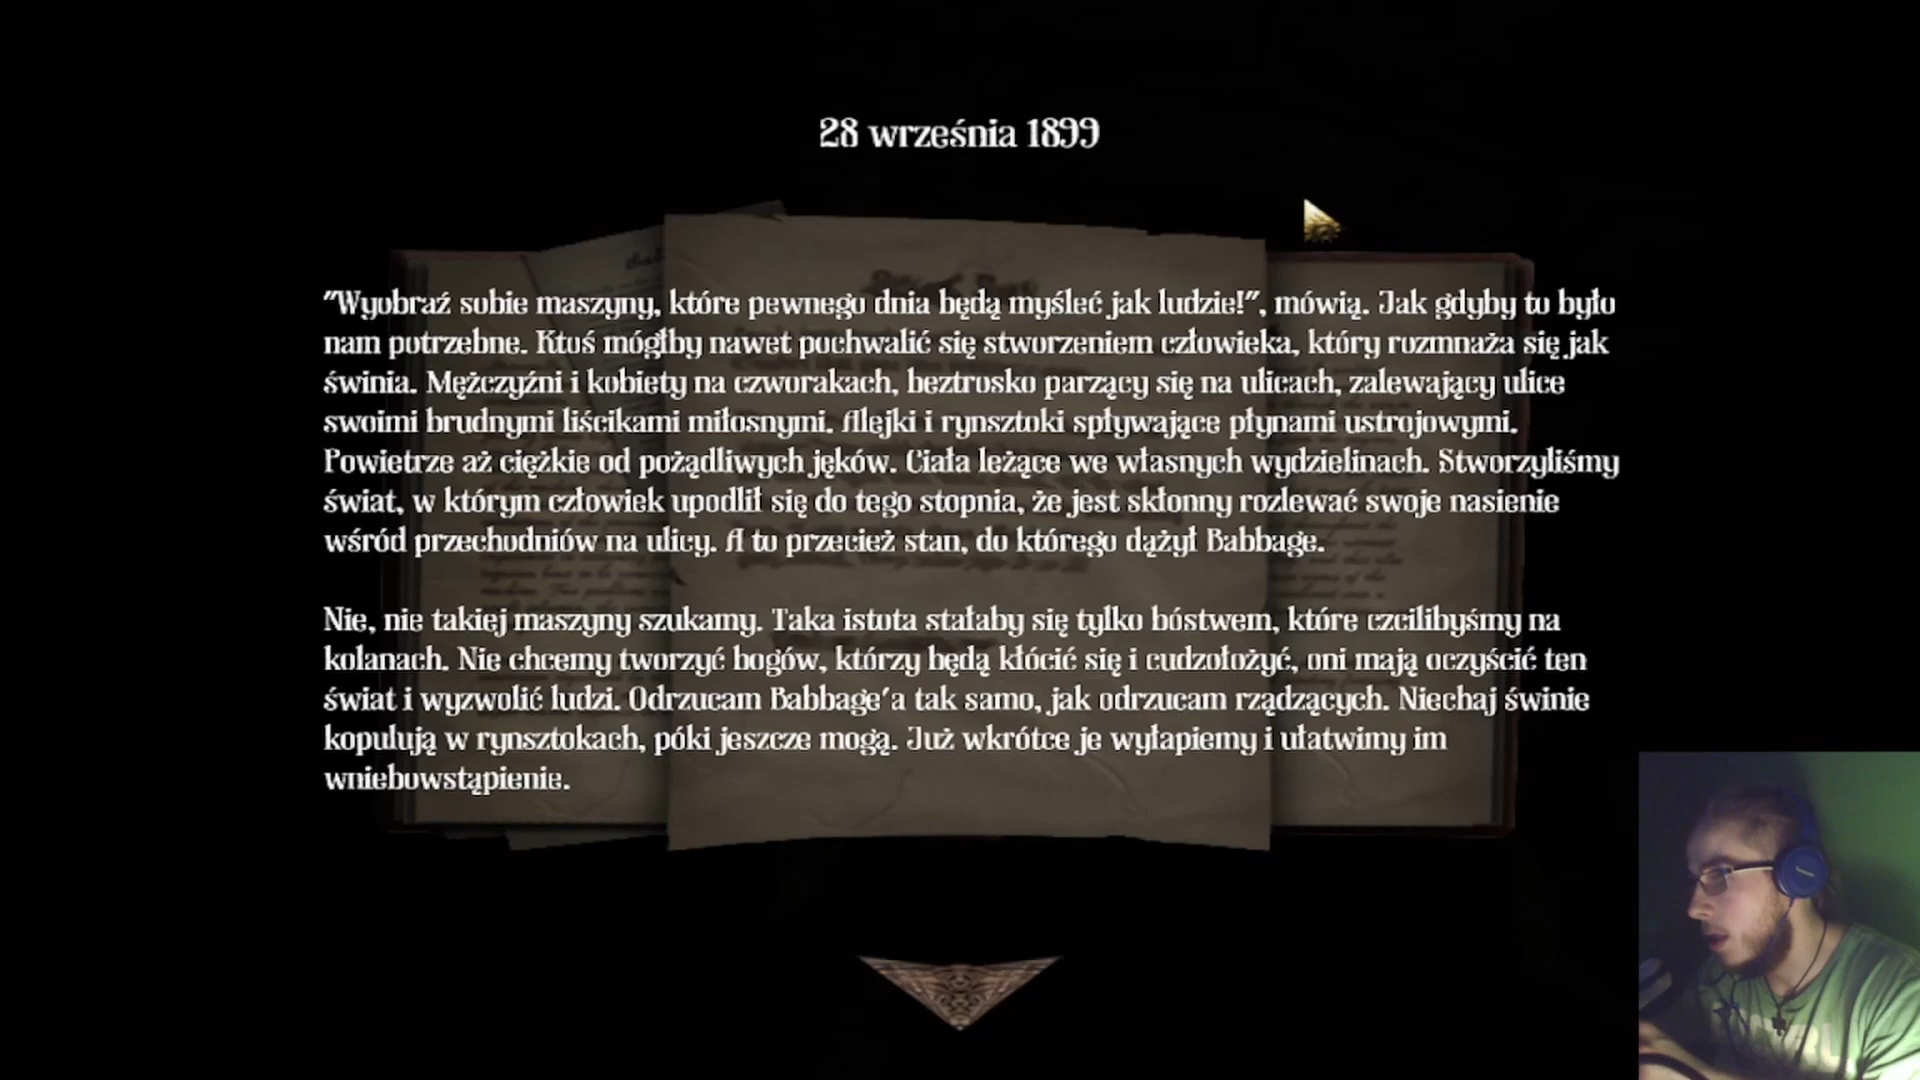 28 września 1899
"Wyobraź sobie maszyny, które pewnego dnia będą myśleć jak ludzie!", mówią. Jak gdyby to było
nam potrzebne. Ktoś mógłby nawet pochwalić się stworzeniem człowieka, który rozmnaża się jak
świnia. Mężczyźni i kobiety na czworakach, beztrosko parzący się na ulicach, zalewający ulice
swoimi brudnymi liścikami miłosnymi. Alejki i rynsztoki spływające płynami ustrojowymi.
Powietrze aż ciężkie od pożądliwych jęków. Ciała leżące we własnych wydzielinach. Stworzyliśmy
świat, w którym człowiek upodlił się do tego stopnia, że jest skłonny rozlewać swoje nasienie
wśród przechodniów na ulicy. A to przecież stan, do którego dążył Babbage.
Nie, nie takiej maszyny szukamy. Taka istota stałaby się tylko bóstwem, które czcilibyśmy na
kolanach. Nie chcemy tworzyć bogów, którzy będą kłócić się i cudzołożyć, oni mają oczyścić ten
świat i wyzwolić ludzi. Odrzucam Babbage'a tak samo, jak odrzucam rządzących. Niechaj świnie
kopulują w rynsztokach, póki jeszcze mogą. Już wkrótce je wyłapiemy i ułatwimy im
wniebowstąpienie.